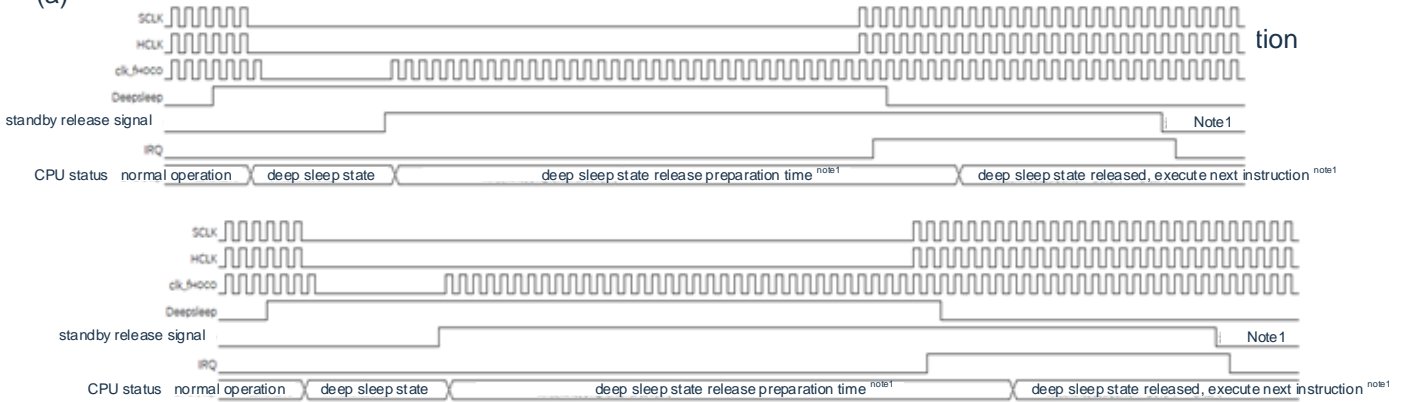 (a)
SCLK
HCLK
tion
clk_fHOCO
Deepsleep
standby release signal
Note1
IRQ
CPU status normal operation deep sleep state deep sleep state release preparation time note1 deep sleep state released, execute next instruction note1
SCLK
HCLK
clk_fHOCO
Deepsleep
standby release signal
Note1
IRQ
CPU status normal operation deep sleep state deep sleep state release preparation time note1 deep sleep state released, execute next instruction note1